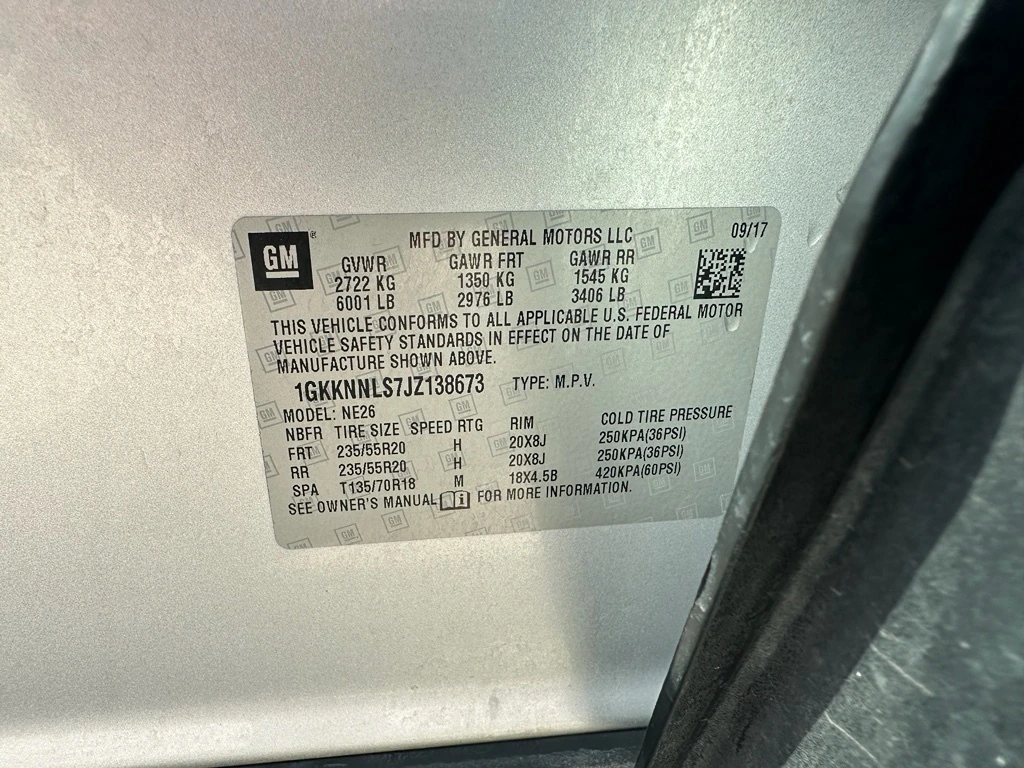 GM ® MFD BY GENERAL MOTORS LLC 09/17
GVWR GAWR FRT GAWR RR
2722 KG 1350 KG 1545 KG
6001 LB 2976 LB 3406 LB
THIS VEHICLE CONFORMS TO ALL APPLICABLE U.S. FEDERAL MOTOR
VEHICLE SAFETY STANDARDS IN EFFECT ON THE DATE OF
MANUFACTURE SHOWN ABOVE.
1GKKNNLS7JZ138673 TYPE: M.P.V.
MODEL: NE26
NBFR TIRE SIZE SPEED RTG RIM COLD TIRE PRESSURE
FRT 235/55R20 H 20X8J 250KPA(36PSI)
RR 235/55R20 H 20X8J 250KPA(36PSI)
SPA T135/70R18 M 18X4.5B 420KPA(60PSI)
SEE OWNER'S MANUAL FOR MORE INFORMATION.